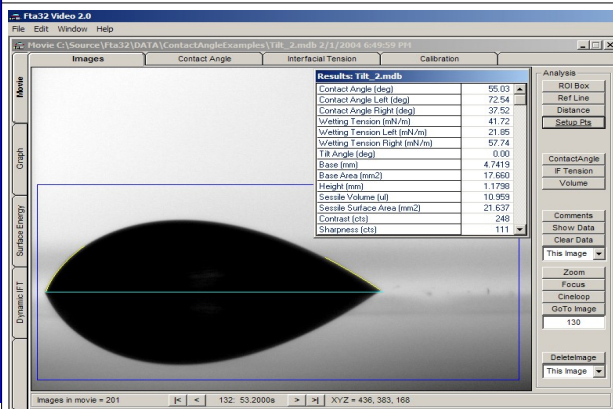 Fta32 Video 2.0
File Edit Window Help
Movie C:\Source\Fta32\DATA\ContactAngleExamples\Tilt_2.mdb 2/1/2004 6:49:59 PM
Images Contact Angle Interfacial Tension Calibration
Movie
Graph
Surface Energy
Dynamic IFT
Results: Tilt_2.mdb
Contact Angle (deg) 55.03
Contact Angle Left (deg) 72.54
Contact Angle Right (deg) 37.52
Wetting Tension (mN/m) 41.72
Wetting Tension Left (mN/m) 21.85
Wetting Tension Right (mN/m) 57.74
Tilt Angle (deg) 0.00
Base (mm) 4.7419
Base Area (mm2) 17.660
Height (mm) 1.1798
Sessile Volume (ul) 10.959
Sessile Surface Area (mm2) 21.637
Contrast (cts) 248
Sharpness (cts) 111
Analysis
ROI Box
Ref Line
Distance
Setup Pts
ContactAngle
IF Tension
Volume
Comments
Show Data
Clear Data
This Image
Zoom
Focus
Cineloop
GoTo Image
130
DeleteImage
This Image
Images in movie = 201 |< < 132: 53.2000s > >| XYZ = 436, 383, 168